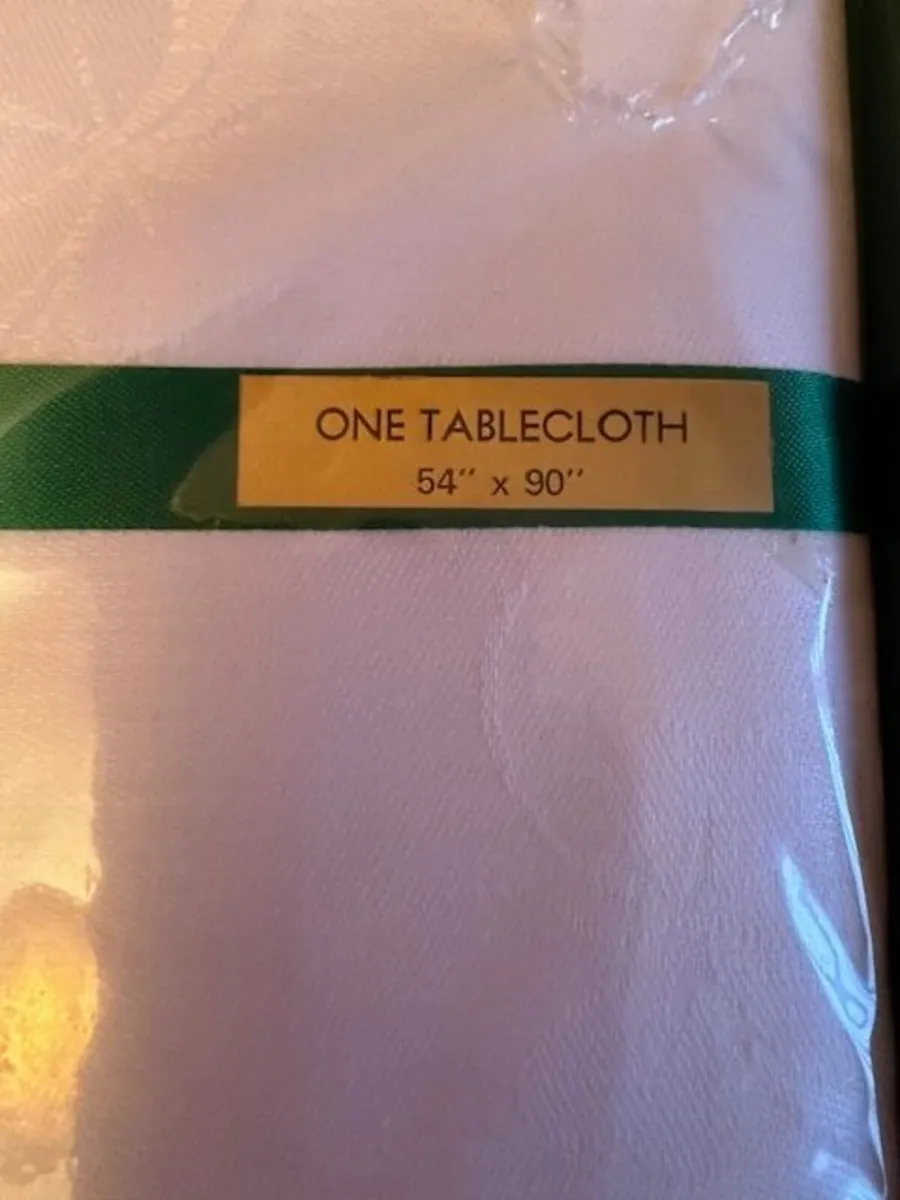 ONE TABLECLOTH
54″ x 90″